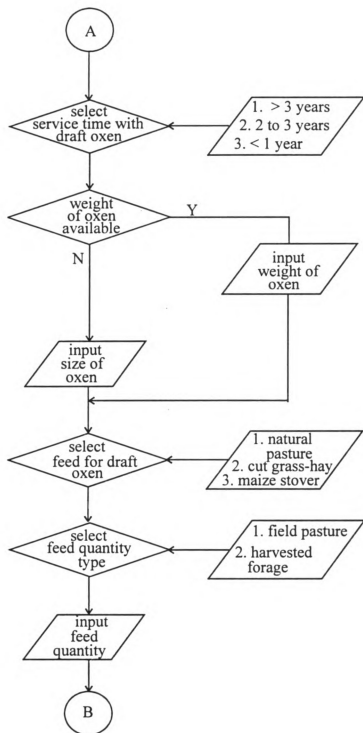 A
select
service time with
draft oxen
1. > 3 years
2. 2 to 3 years
3. < 1 year
weight
of oxen
available
Y
N
input
weight of
oxen
input
size of
oxen
select
feed for draft
oxen
1. natural
pasture
2. cut grass-hay
3. maize stover
select
feed quantity
type
1. field pasture
2. harvested
forage
input
feed
quantity
B